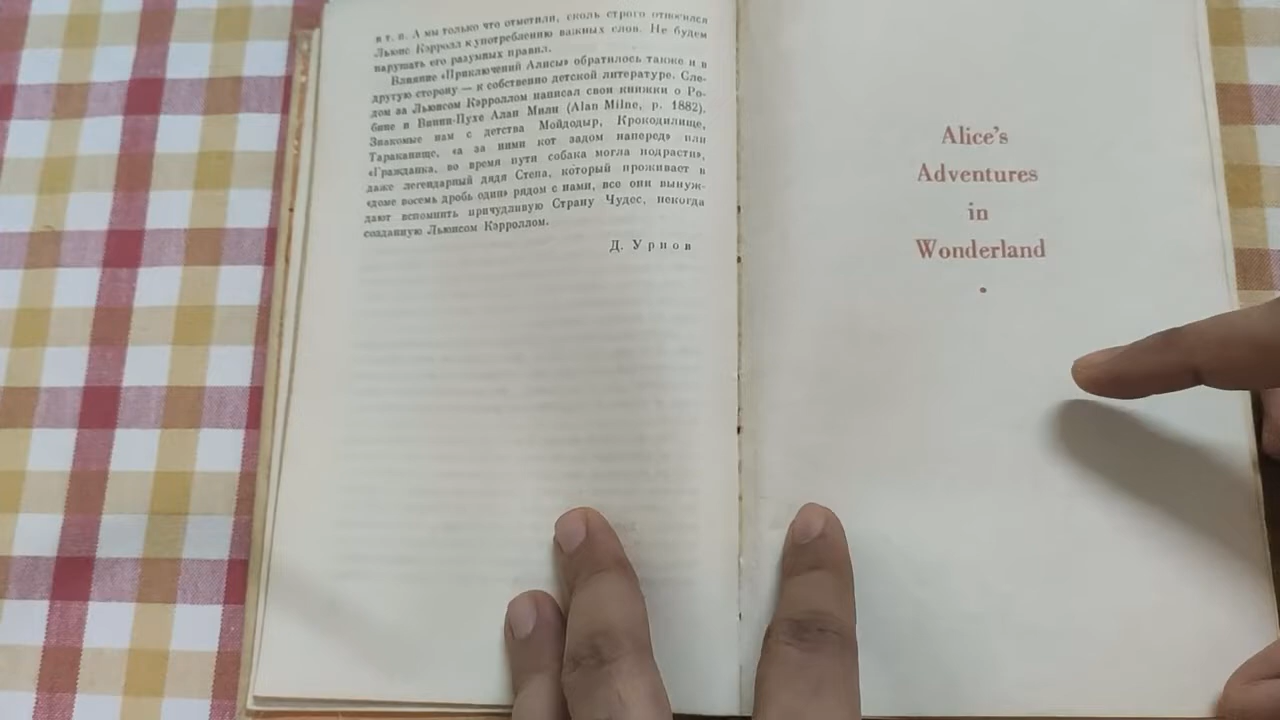 и т. п. А мы только что отметили, сколь строго относился
Льюис Кэрролл к употреблению важных слов. Не будем
нарушать его разумных правил.
Влияние «Приключений Алисы» обратилось также и в
другую сторону — к собственно детской литературе. Сле-
дом за Льюисом Кэрроллом написал свои книжки о Ро-
бине и Винни-Пухе Алан Милн (Alan Milne, р. 1882).
Знакомые нам с детства Мойдодыр, Крокодилище,
Тараканище, «а за ними кот задом наперед» или
«Гражданка, во время пути собака могла подрасти»,
даже легендарный дядя Степа, который проживает в
«доме восемь дробь один» рядом с нами, все они вынуж-
дают вспомнить причудливую Страну Чудес, некогда
созданную Льюисом Кэрроллом.
Д. Урнов
Alice's
Adventures
in
Wonderland